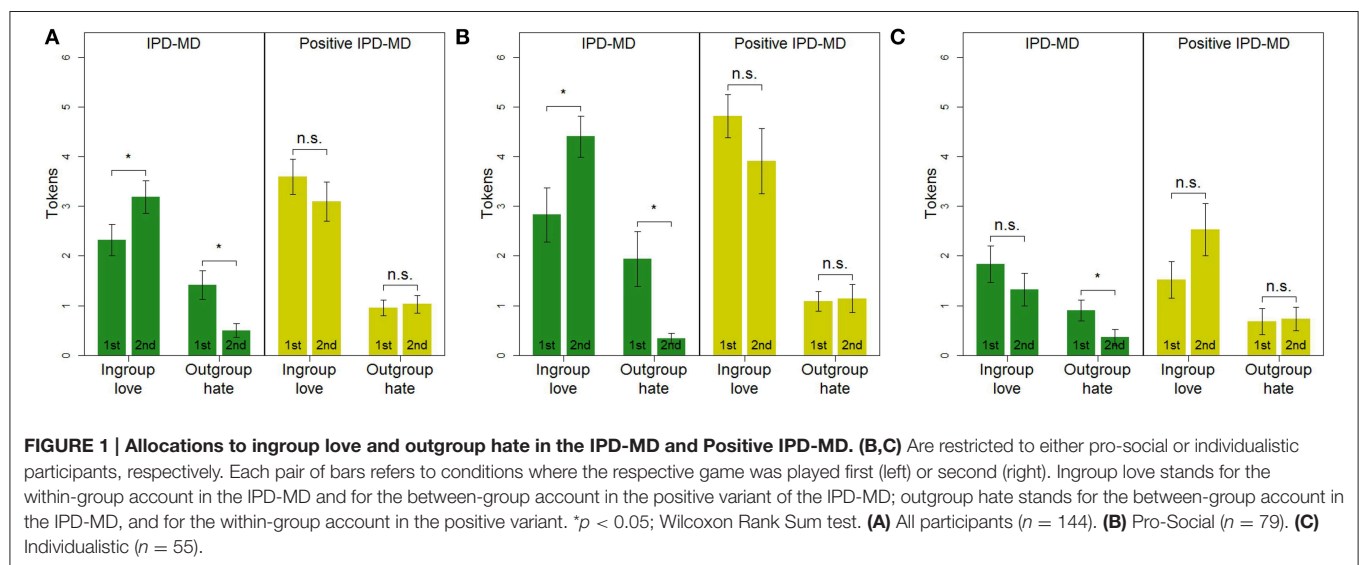 A
IPD-MD
Positive IPD-MD
Tokens
0
1
2
3
4
5
6
*
*
n.s.
n.s.
1st
2nd
1st
2nd
1st
2nd
1st
2nd
Ingroup
love
Outgroup
hate
Ingroup
love
Outgroup
hate
B
IPD-MD
Positive IPD-MD
Tokens
0
1
2
3
4
5
6
*
*
n.s.
n.s.
1st
2nd
1st
2nd
1st
2nd
1st
2nd
Ingroup
love
Outgroup
hate
Ingroup
love
Outgroup
hate
C
IPD-MD
Positive IPD-MD
Tokens
0
1
2
3
4
5
6
n.s.
*
n.s.
n.s.
1st
2nd
1st
2nd
1st
2nd
1st
2nd
Ingroup
love
Outgroup
hate
Ingroup
love
Outgroup
hate
FIGURE 1 | Allocations to ingroup love and outgroup hate in the IPD-MD and Positive IPD-MD. (B,C) Are restricted to either pro-social or individualistic
participants, respectively. Each pair of bars refers to conditions where the respective game was played first (left) or second (right). Ingroup love stands for the
within-group account in the IPD-MD and for the between-group account in the positive variant of the IPD-MD; outgroup hate stands for the between-group account in
the IPD-MD, and for the within-group account in the positive variant. *p < 0.05; Wilcoxon Rank Sum test. (A) All participants (n = 144). (B) Pro-Social (n = 79). (C)
Individualistic (n = 55).